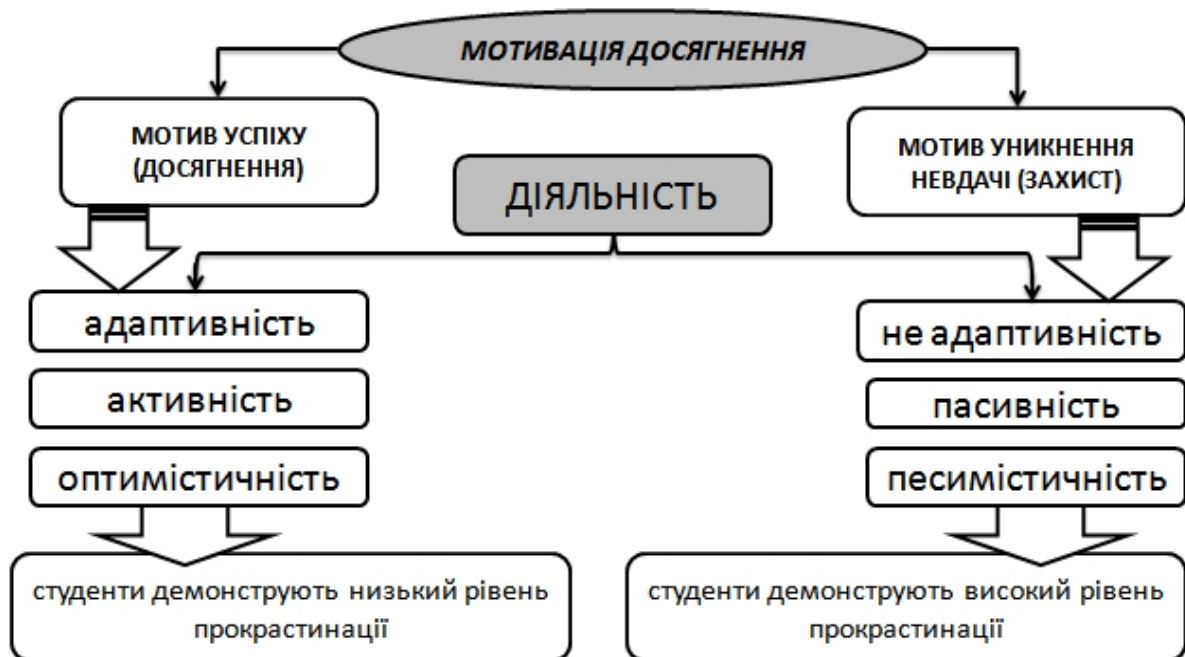 МОТИВАЦІЯ ДОСЯГНЕННЯ
МОТИВ УСПІХУ
(ДОСЯГНЕННЯ)
МОТИВ УНИКНЕННЯ
НЕВДАЧІ (ЗАХИСТ)
ДІЯЛЬНІСТЬ
адаптивність
не адаптивність
активність
пасивність
оптимістичність
песимістичність
студенти демонструють низький рівень
прокрастинації
студенти демонструють високий рівень
прокрастинації